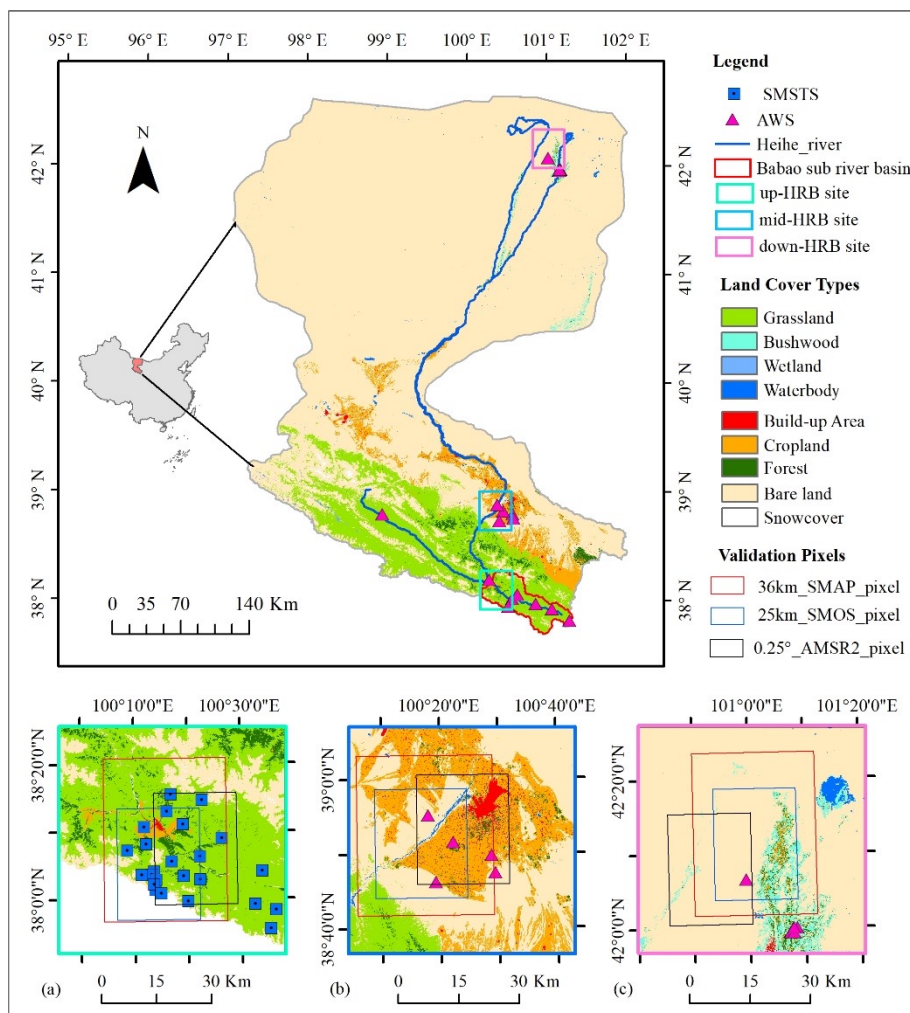 95° E 96° E 97° E 98° E 99° E 100° E 101° E 102° E
N
42° N
41° N
40° N
39° N
38° N
42° N
41° N
40° N
39° N
38° N
0 35 70 140 Km
Legend
SMSTS
AWS
Heihe_river
Babao sub river basin
up-HRB site
mid-HRB site
down-HRB site
Land Cover Types
Grassland
Bushwood
Wetland
Waterbody
Build-up Area
Cropland
Forest
Bare land
Snowcover
Validation Pixels
36km_SMAP_pixel
25km_SMOS_pixel
0.25°_AMSR2_pixel
100°10'0"E 100°30'0"E
38°20'0"N
38°0'0"N
(a)
0 15 30 Km
100°20'0"E 100°40'0"E
39°0'0"N
38°40'0"N
(b)
0 15 30 Km
101°0'0"E 101°20'0"E
42°20'0"N
42°0'0"N
(c)
0 15 30 Km